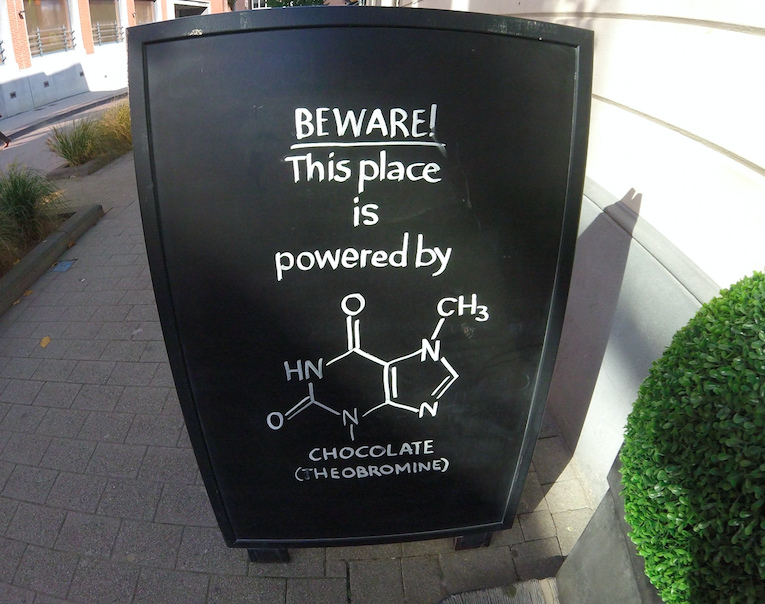 BEWARE!
This place
is
powered by
O
CH3
HN
N
O
N
N
CHOCOLATE
(THEOBROMINE)